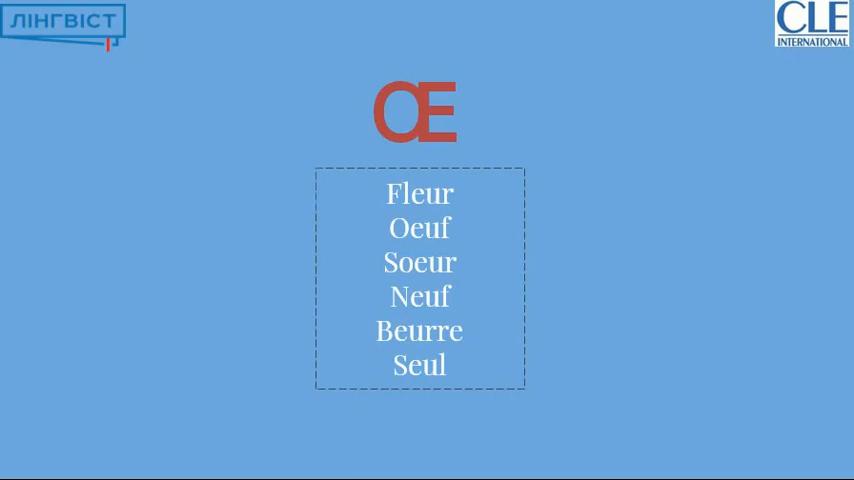 ЛІНГВІСТ
CLE
INTERNATIONAL
Œ
Fleur
Oeuf
Soeur
Neuf
Beurre
Seul